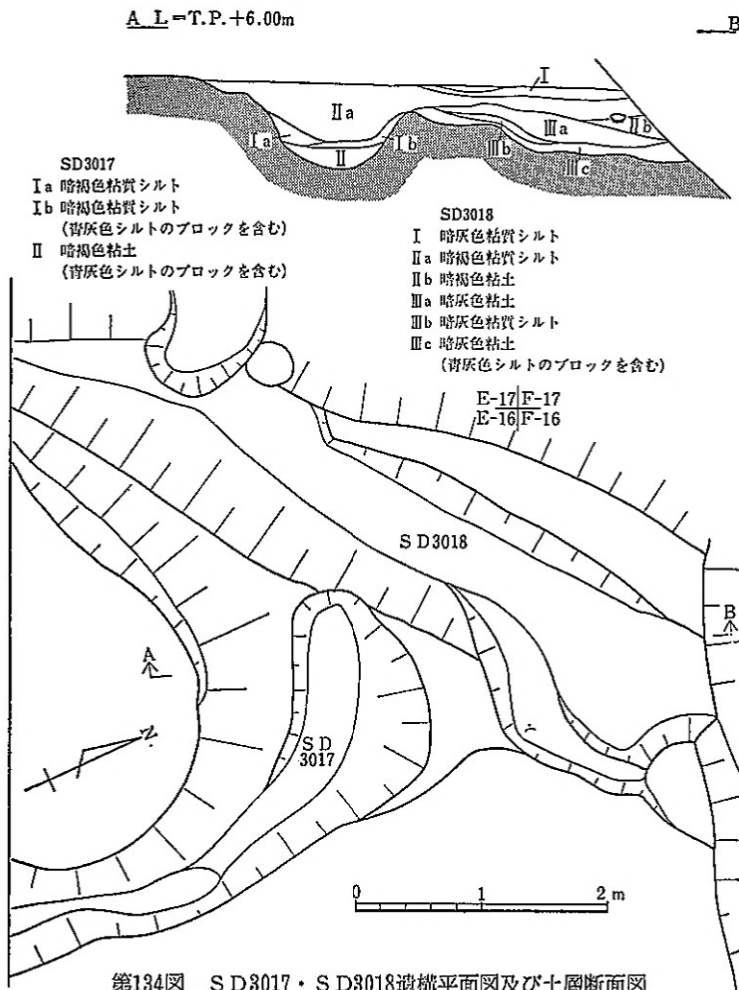 A L=T.P.+6.00m
B
I
Ⅱa
Ⅰa
Ⅰb
Ⅱ
Ⅲa
Ⅱb
Ⅲb
Ⅲc
SD3017
Ⅰa 暗褐色粘質シルト
Ⅰb 暗褐色粘質シルト
(青灰色シルトのブロックを含む)
Ⅱ 暗褐色粘土
(青灰色シルトのブロックを含む)
SD3018
Ⅰ 暗灰色粘質シルト
Ⅱa 暗褐色粘質シルト
Ⅱb 暗褐色粘土
Ⅲa 暗灰色粘土
Ⅲb 暗灰色粘質シルト
Ⅲc 暗灰色粘土
(青灰色シルトのブロックを含む)
E-17 F-17
E-16 F-16
SD3018
A
B
N
SD
3017
0 1 2 m
第134図 SD3017・SD3018遺構平面図及び土層断面図